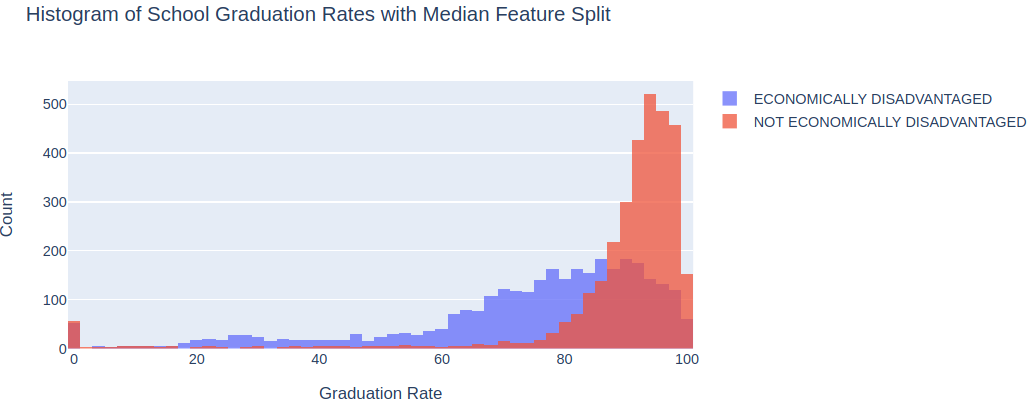 Histogram of School Graduation Rates with Median Feature Split
ECONOMICALLY DISADVANTAGED
NOT ECONOMICALLY DISADVANTAGED
500
400
300
200
100
0
Count
0 20 40 60 80 100
Graduation Rate